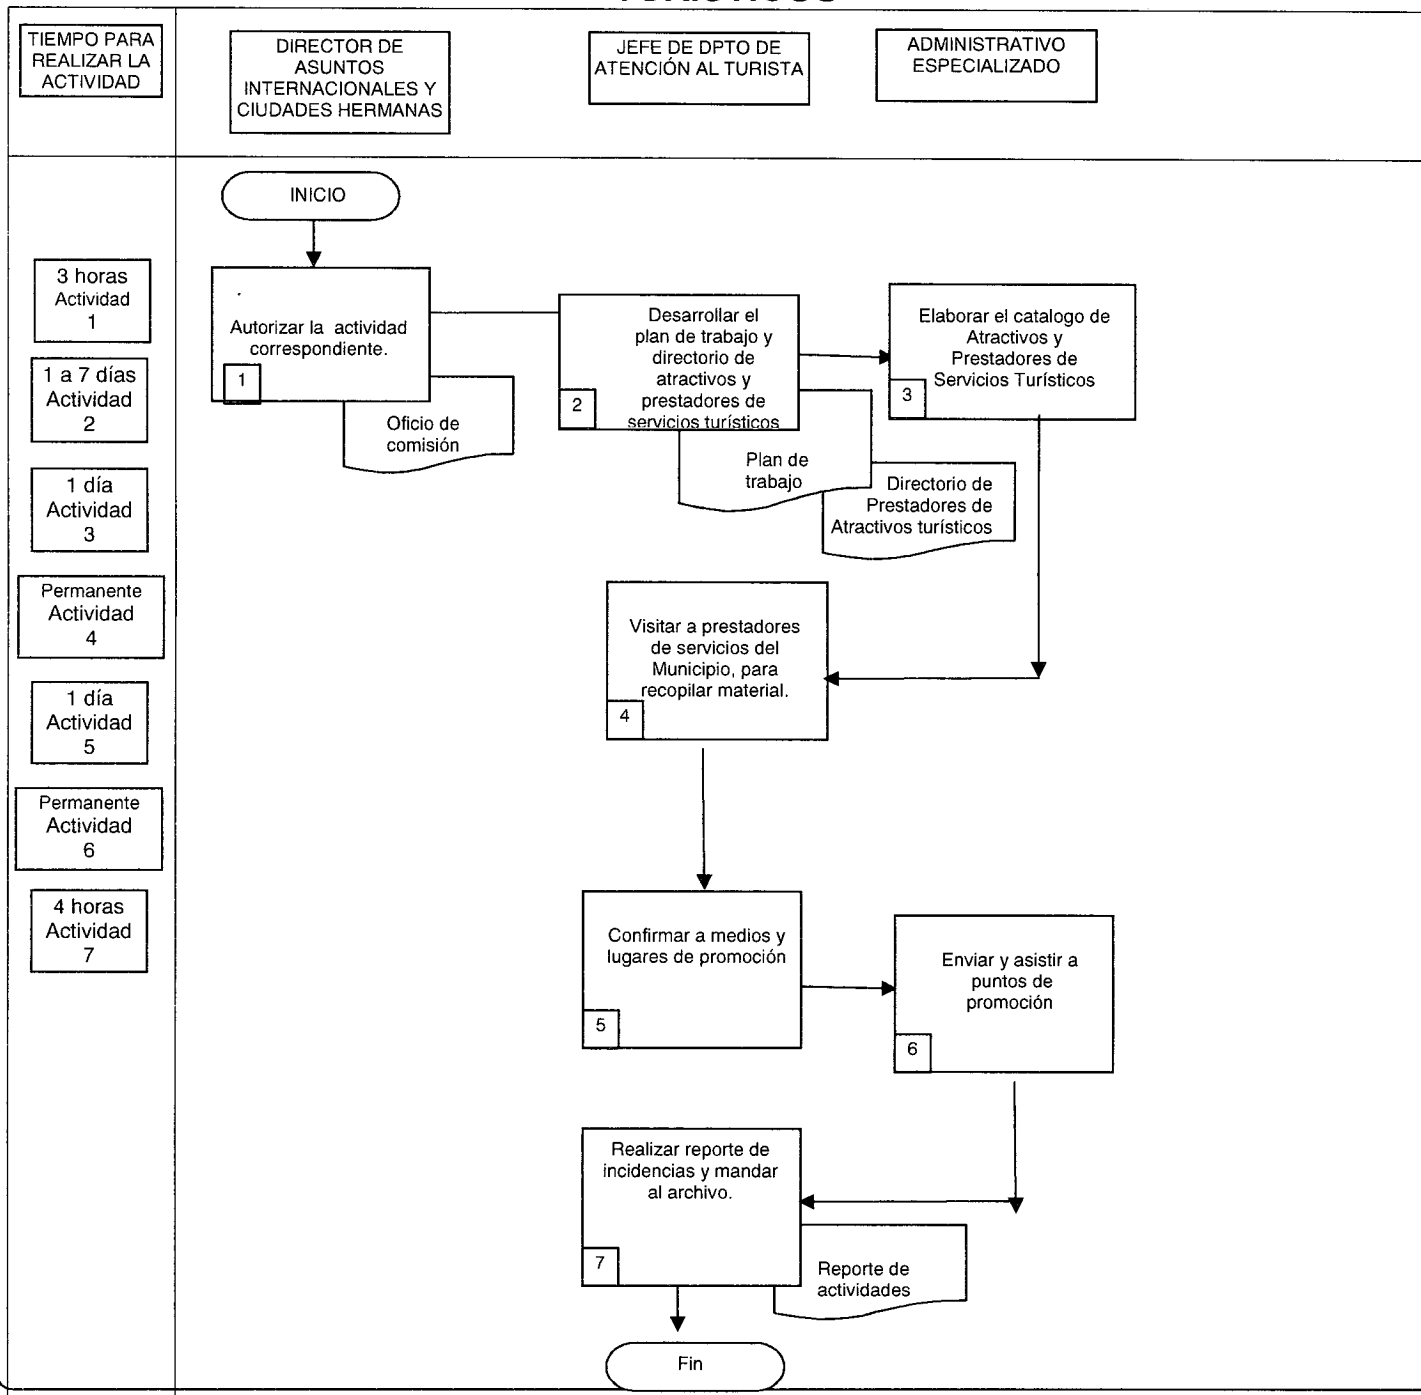 TIEMPO PARA
REALIZAR LA
ACTIVIDAD
DIRECTOR DE
ASUNTOS
INTERNACIONALES Y
CIUDADES HERMANAS
JEFE DE DPTO DE
ATENCIÓN AL TURISTA
ADMINISTRATIVO
ESPECIALIZADO
INICIO
3 horas
Actividad
1
1 a 7 días
Actividad
2
1 día
Actividad
3
Permanente
Actividad
4
1 día
Actividad
5
Permanente
Actividad
6
4 horas
Actividad
7
Autorizar la actividad
correspondiente.
1
Oficio de
comisión
Desarrollar el
plan de trabajo y
directorio de
atractivos y
prestadores de
servicios turísticos
2
Plan de
trabajo
Directorio de
Prestadores de
Atractivos turísticos
Elaborar el catalogo de
Atractivos y
Prestadores de
Servicios Turísticos
3
Visitar a prestadores
de servicios del
Municipio, para
recopilar material.
4
Confirmar a medios y
lugares de promoción
5
Enviar y asistir a
puntos de
promoción
6
Realizar reporte de
incidencias y mandar
al archivo.
7
Reporte de
actividades
Fin